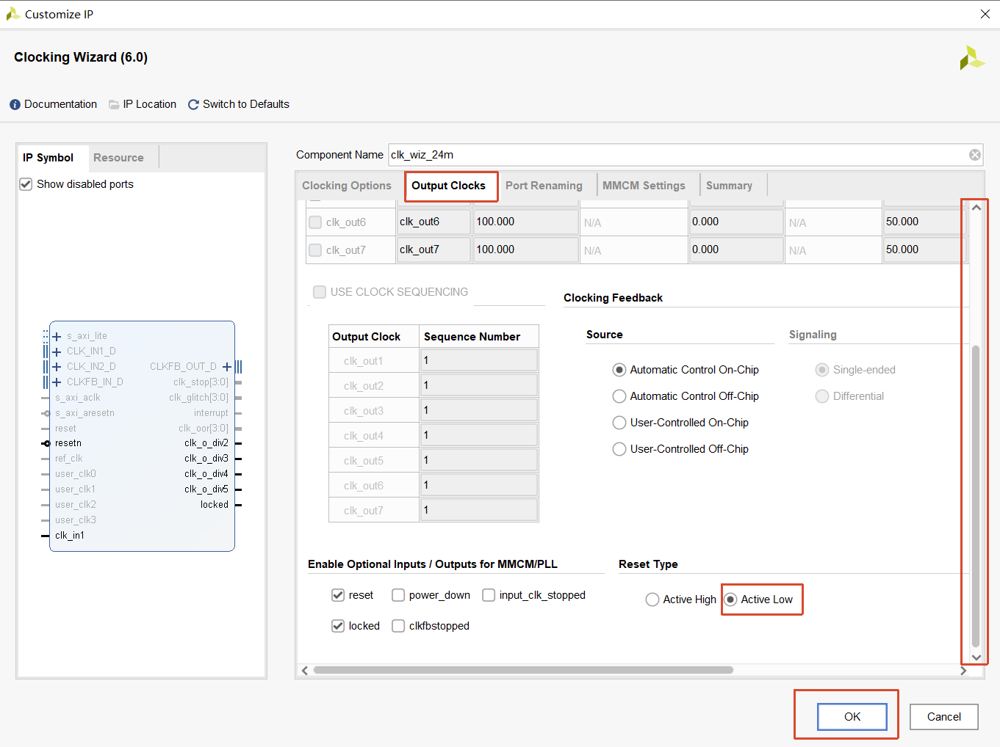 Customize IP
Clocking Wizard (6.0)
Documentation IP Location Switch to Defaults
IP Symbol Resource
Show disabled ports
s_axi_lite
CLK_IN1_D
CLK_IN2_D CLKFB_OUT_D
CLKFB_IN_D clk_stop[3:0]
s_axi_aclk clk_glitch[3:0]
s_axi_aresetn interrupt
reset clk_oor[3:0]
resetn clk_o_div2
ref_clk clk_o_div3
user_clk0 clk_o_div4
user_clk1 clk_o_div5
user_clk2 locked
user_clk3
clk_in1
Component Name clk_wiz_24m
Clocking Options Output Clocks Port Renaming MMCM Settings Summary
clk_out6 clk_out6 100.000 N/A 0.000 N/A 50.000
clk_out7 clk_out7 100.000 N/A 0.000 N/A 50.000
USE CLOCK SEQUENCING
Output Clock Sequence Number
clk_out1 1
clk_out2 1
clk_out3 1
clk_out4 1
clk_out5 1
clk_out6 1
clk_out7 1
Clocking Feedback
Source Signaling
Automatic Control On-Chip Single-ended
Automatic Control Off-Chip Differential
User-Controlled On-Chip
User-Controlled Off-Chip
Enable Optional Inputs / Outputs for MMCM/PLL
reset power_down input_clk_stopped
locked clkfbstopped
Reset Type
Active High Active Low
OK Cancel